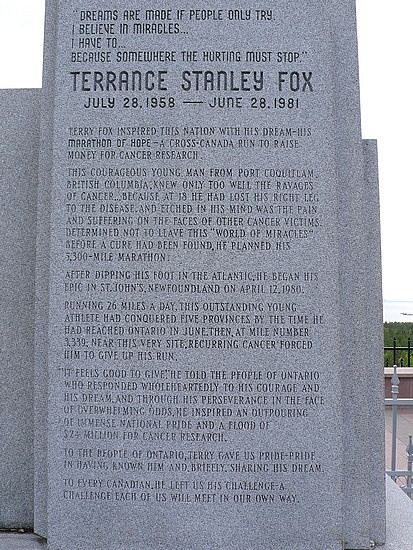 "DREAMS ARE MADE IF PEOPLE ONLY TRY.
I BELIEVE IN MIRACLES...
I HAVE TO...
BECAUSE SOMEWHERE THE HURTING MUST STOP."
TERRANCE STANLEY FOX
JULY 28, 1958 — JUNE 28, 1981
TERRY FOX INSPIRED THIS NATION WITH HIS DREAM-HIS
MARATHON OF HOPE-A CROSS-CANADA RUN TO RAISE
MONEY FOR CANCER RESEARCH.
THIS COURAGEOUS YOUNG MAN FROM PORT COQUITLAM,
BRITISH COLUMBIA, KNEW ONLY TOO WELL THE RAVAGES
OF CANCER...BECAUSE AT 18 HE HAD LOST HIS RIGHT LEG
TO THE DISEASE. AND ETCHED IN HIS MIND WAS THE PAIN
AND SUFFERING ON THE FACES OF OTHER CANCER VICTIMS.
DETERMINED NOT TO LEAVE THIS "WORLD OF MIRACLES"
BEFORE A CURE HAD BEEN FOUND, HE PLANNED HIS
5,300-MILE MARATHON:
AFTER DIPPING HIS FOOT IN THE ATLANTIC, HE BEGAN HIS
EPIC IN ST. JOHN'S, NEWFOUNDLAND ON APRIL 12, 1980.
RUNNING 26 MILES A DAY, THIS OUTSTANDING YOUNG
ATHLETE HAD CONQUERED FIVE PROVINCES BY THE TIME HE
HAD REACHED ONTARIO IN JUNE. THEN, AT MILE NUMBER
3,339, NEAR THIS VERY SITE, RECURRING CANCER FORCED
HIM TO GIVE UP HIS RUN.
"IT FEELS GOOD TO GIVE," HE TOLD THE PEOPLE OF ONTARIO
WHO RESPONDED WHOLEHEARTEDLY TO HIS COURAGE AND
HIS DREAM. AND THROUGH HIS PERSEVERANCE IN THE FACE
OF OVERWHELMING ODDS, HE INSPIRED AN OUTPOURING
OF IMMENSE NATIONAL PRIDE AND A FLOOD OF
$24 MILLION FOR CANCER RESEARCH.
TO THE PEOPLE OF ONTARIO, TERRY GAVE US PRIDE-PRIDE
IN HAVING KNOWN HIM AND, BRIEFLY, SHARING HIS DREAM.
TO EVERY CANADIAN, HE LEFT US HIS CHALLENGE-A
CHALLENGE EACH OF US WILL MEET IN OUR OWN WAY.